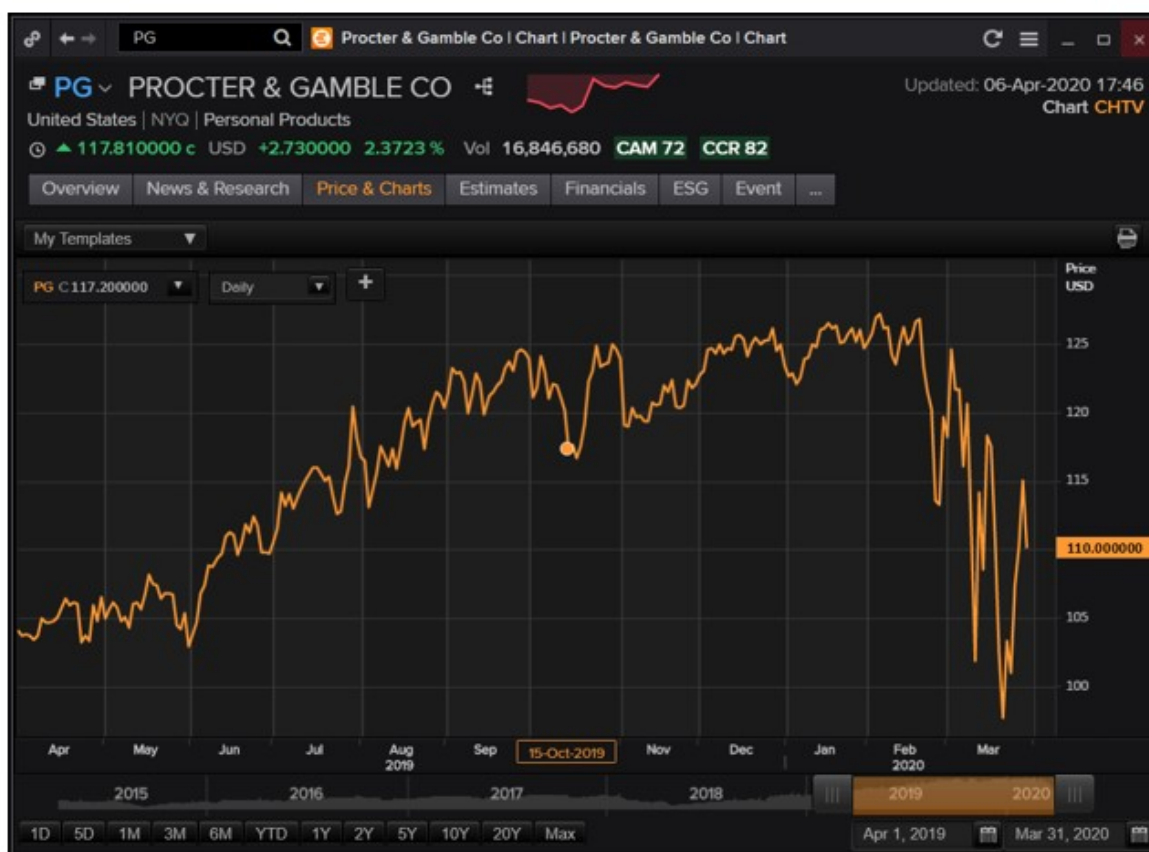 PG Procter & Gamble Co | Chart | Procter & Gamble Co | Chart
PG PROCTER & GAMBLE CO
Updated: 06-Apr-2020 17:46
Chart CHTV
United States | NYQ | Personal Products
117.810000 c USD +2.730000 2.3723 % Vol 16,846,680 CAM 72 CCR 82
Overview News & Research Price & Charts Estimates Financials ESG Event ...
My Templates
PG C 117.200000 Daily +
Price
USD
125
120
115
110.000000
105
100
Apr May Jun Jul Aug Sep 15-Oct-2019 Nov Dec Jan Feb Mar
2019 2020
2015 2016 2017 2018 2019 2020
1D 5D 1M 3M 6M YTD 1Y 2Y 5Y 10Y 20Y Max Apr 1, 2019 Mar 31, 2020